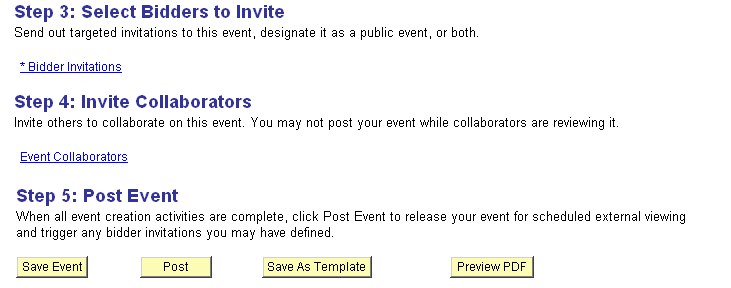 Step 3: Select Bidders to Invite
Send out targeted invitations to this event, designate it as a public event, or both.
* Bidder Invitations
Step 4: Invite Collaborators
Invite others to collaborate on this event. You may not post your event while collaborators are reviewing it.
Event Collaborators
Step 5: Post Event
When all event creation activities are complete, click Post Event to release your event for scheduled external viewing
and trigger any bidder invitations you may have defined.
Save Event Post Save As Template Preview PDF